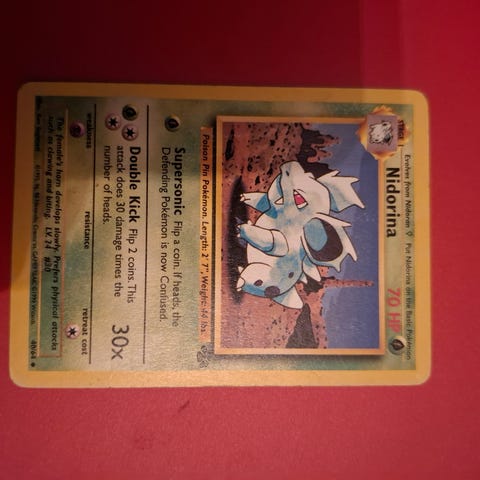 STAGE 1
Evolves from Nidoran ♀ Put Nidorina on the Basic Pokémon
Nidorina
70 HP
Poison Pin Pokémon. Length: 2' 7", Weight: 44 lbs.
Supersonic Flip a coin. If heads, the
Defending Pokémon is now Confused.
Double Kick Flip 2 coins. This
attack does 30 damage times the
number of heads.
30x
weakness
resistance
retreat cost
The female's horn develops slowly. Prefers physical attacks
such as clawing and biting. LV. 24 #30
40/64